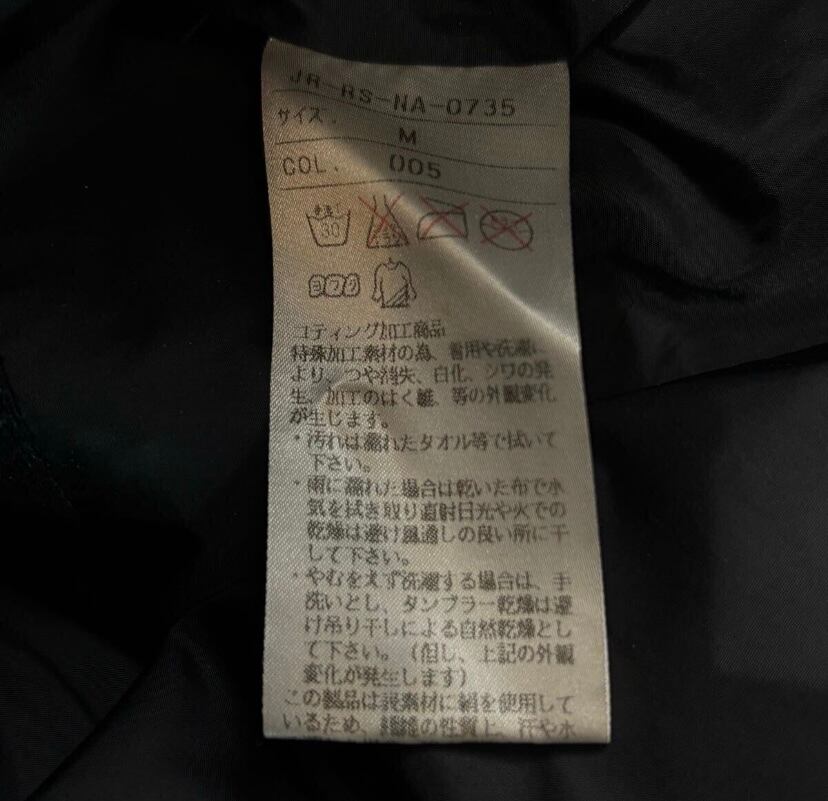 JR-RS-NA-0735
サイズ. M
COL. 005
手洗イ 30
ヨワク
コティング加工商品
特殊加工素材の為、着用や洗濯に
より、つや消失、白化、シワの発
生、加工のはく離、等の外観変化
が生じます。
・汚れは濡れたタオル等で拭いて
下さい。
・雨に濡れた場合は乾いた布で水
気を拭き取り直射日光や火での
乾燥は避け風通しの良い所に干
して下さい。
・やむをえず洗濯する場合は、手
洗いとし、タンブラー乾燥は避
け吊り干しによる自然乾燥とし
て下さい。（但し、上記の外観
変化が発生します）
この製品は表素材に絹を使用して
いるため、繊維の性質上、汗や水